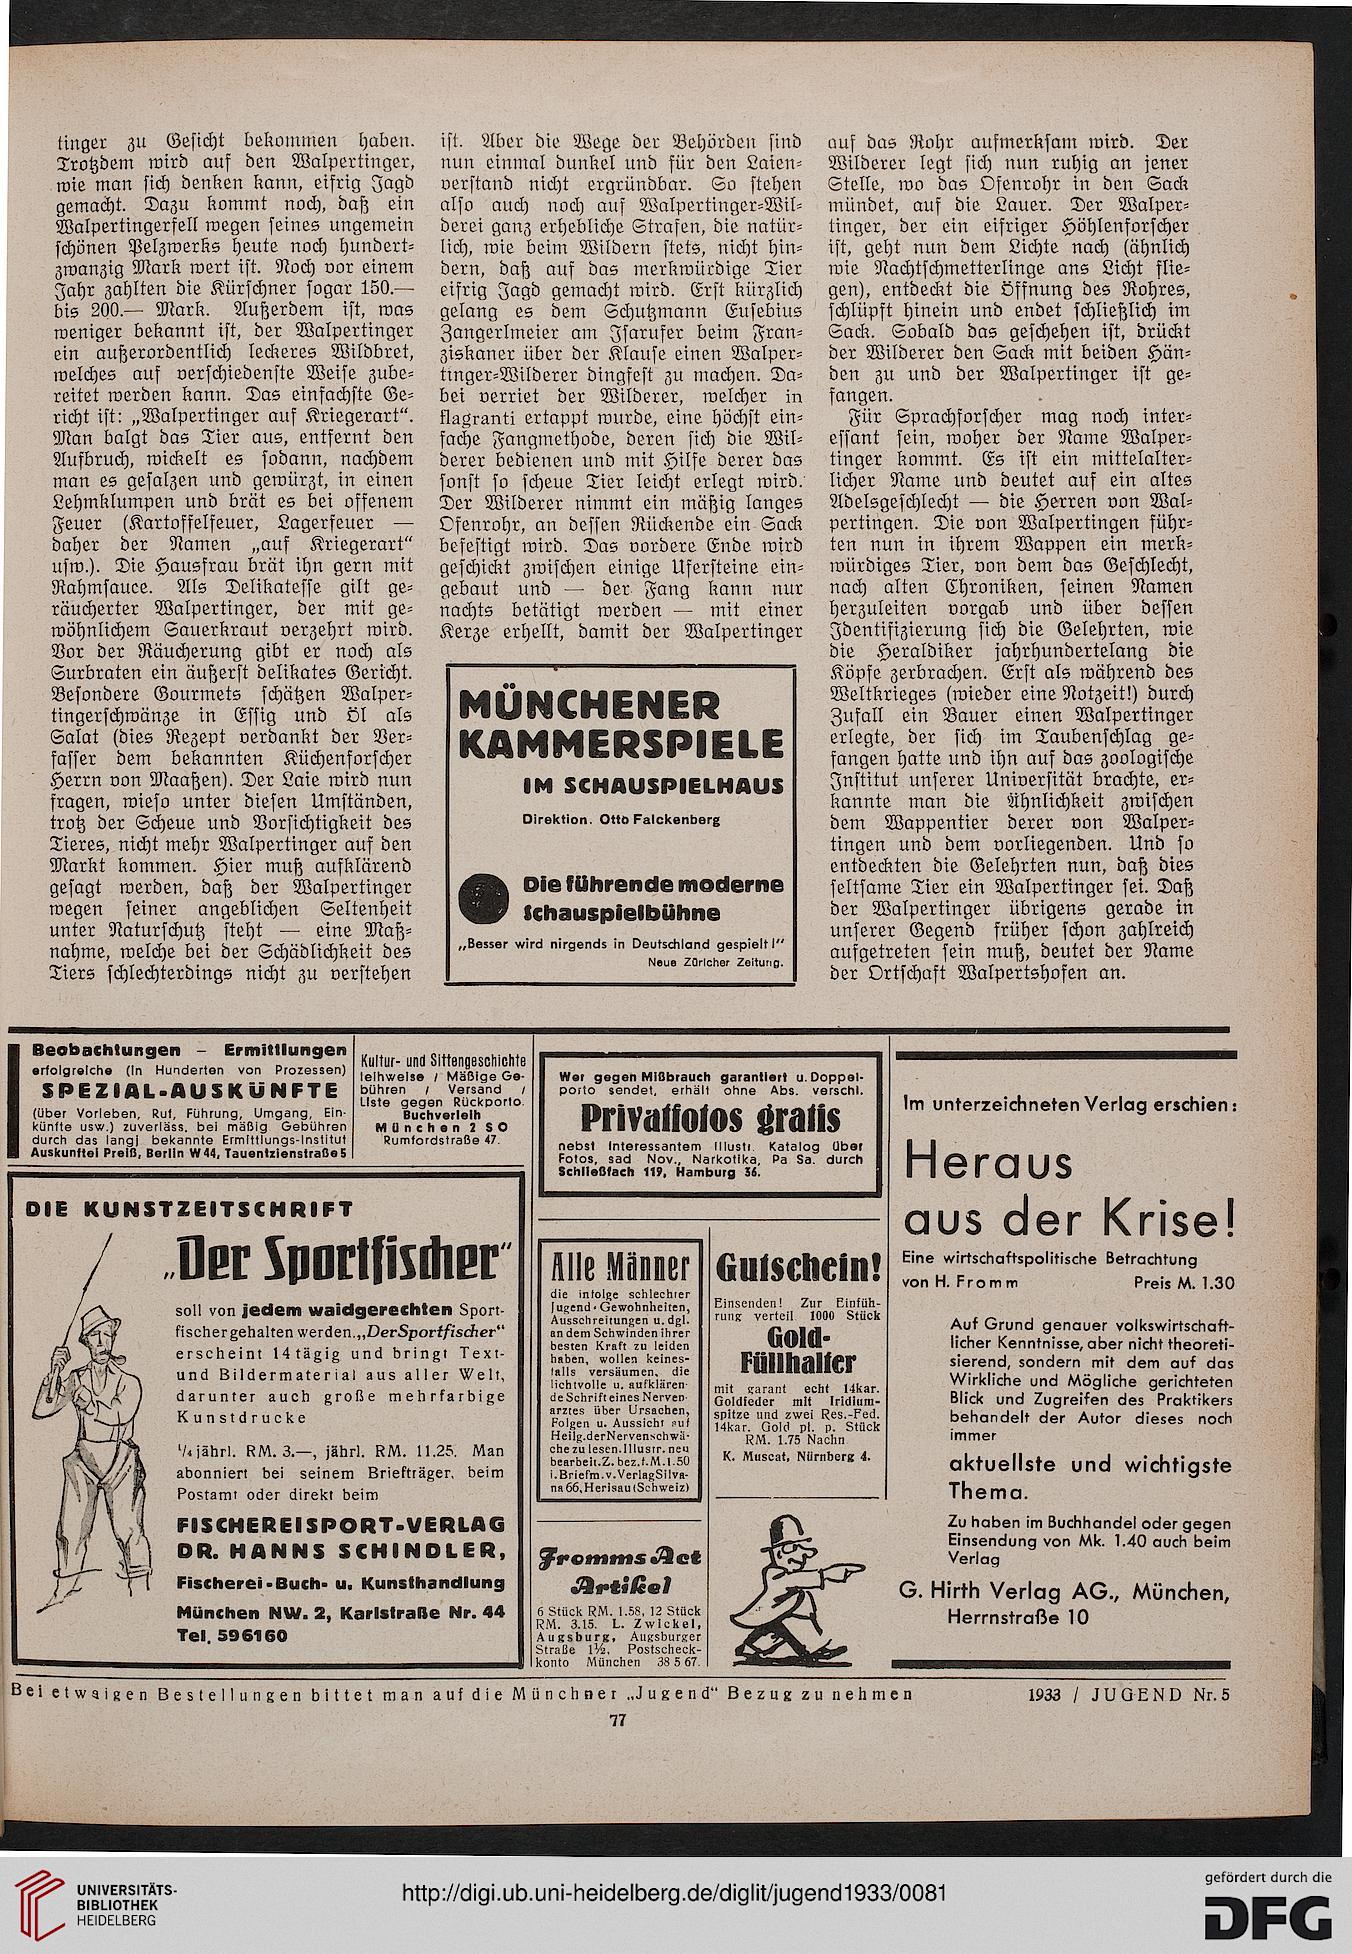 tinger zu Gesicht bekommen haben.
Trotzdem wird auf den Walpertinger,
wie man sich denken kann, eifrig Jagd
gemacht. Dazu kommt noch, daß ein
Walpertingerfell wegen seines ungemein
schönen Pelzwerks heute noch hundert-
zwanzig Mark wert ist. Noch vor einem
Jahr zahlten die Kürschner sogar 150.—
bis 200.— Mark. Außerdem ist, was
weniger bekannt ist, der Walpertinger
ein außerordentlich leckeres Wildbret,
welches auf verschiedenste Weise zube-
reitet werden kann. Das einfachste Ge-
richt ist: „Walpertinger auf Kriegerart“.
Man balgt das Tier aus, entfernt den
Aufbruch, wickelt es sodann, nachdem
man es gesalzen und gewürzt, in einen
Lehmklumpen und brät es bei offenem
Feuer (Kartoffelfeuer, Lagerfeuer —
daher der Namen „auf Kriegerart“
usw.). Die Hausfrau brät ihn gern mit
Rahmsauce. Als Delikatesse gilt ge-
räucherter Walpertinger, der mit ge-
wöhnlichem Sauerkraut verzehrt wird.
Vor der Räucherung gibt er noch als
Surbraten ein äußerst delikates Gericht.
Besondere Gourmets schätzen Walper-
tingerschwänze in Essig und Öl als
Salat (dies Rezept verdankt der Ver-
fasser dem bekannten Küchenforscher
Herrn von Maaßen). Der Laie wird nun
fragen, wieso unter diesen Umständen,
trotz der Scheue und Vorsichtigkeit des
Tieres, nicht mehr Walpertinger auf den
Markt kommen. Hier muß aufklärend
gesagt werden, daß der Walpertinger
wegen seiner angeblichen Seltenheit
unter Naturschutz steht — eine Maß-
nahme, welche bei der Schädlichkeit des
Tiers schlechterdings nicht zu verstehen
ist. Aber die Wege der Behörden sind
nun einmal dunkel und für den Laien-
verstand nicht ergründbar. So stehen
also auch noch auf Walpertinger-Wil-
derei ganz erhebliche Strafen, die natür-
lich, wie beim Wildern stets, nicht hin-
dern, daß auf das merkwürdige Tier
eifrig Jagd gemacht wird. Erst kürzlich
gelang es dem Schutzmann Eusebius
Zangerlmeier am Isarufer beim Fran-
ziskaner über der Klause einen Walper-
tinger-Wilderer dingfest zu machen. Da-
bei verriet der Wilderer, welcher in
flagranti ertappt wurde, eine höchst ein-
fache Fangmethode, deren sich die Wil-
derer bedienen und mit Hilfe derer das
sonst so scheue Tier leicht erlegt wird.
Der Wilderer nimmt ein mäßig langes
Ofenrohr, an dessen Rückende ein Sack
befestigt wird. Das vordere Ende wird
geschickt zwischen einige Ufersteine ein-
gebaut und — der Fang kann nur
nachts betätigt werden — mit einer
Kerze erhellt, damit der Walpertinger
MÜNCHENER
KAMMERSPIELE
IM SCHAUSPIELHAUS
Direktion. Otto Falckenberg
Die führende moderne
Schauspielbühne
„Besser wird nirgends in Deutschland gespielt!“
Neue Züricher Zeitung.
auf das Rohr aufmerksam wird. Der
Wilderer legt sich nun ruhig an jener
Stelle, wo das Ofenrohr in den Sack
mündet, auf die Lauer. Der Walper-
tinger, der ein eifriger Höhlenforscher
ist, geht nun dem Lichte nach (ähnlich
wie Nachtschmetterlinge ans Licht flie-
gen), entdeckt die Öffnung des Rohres,
schlüpft hinein und endet schließlich im
Sack. Sobald das geschehen ist, drückt
der Wilderer den Sack mit beiden Hän-
den zu und der Walpertinger ist ge-
fangen.
Für Sprachforscher mag noch inter-
essant sein, woher der Name Walper-
tinger kommt. Es ist ein mittelalter-
licher Name und deutet auf ein altes
Adelsgeschlecht — die Herren von Wal-
pertingen. Die von Walpertingen führ-
ten nun in ihrem Wappen ein merk-
würdiges Tier, von dem das Geschlecht,
nach alten Chroniken, seinen Namen
herzuleiten vorgab und über dessen
Identifizierung sich die Gelehrten, wie
die Heraldiker jahrhundertelang die
Köpfe zerbrachen. Erst als während des
Weltkrieges (wieder eine Notzeit!) durch
Zufall ein Bauer einen Walpertinger
erlegte, der sich im Taubenschlag ge-
fangen hatte und ihn auf das zoologische
Institut unserer Universität brachte, er-
kannte man die Ähnlichkeit zwischen
dem Wappentier derer von Walper-
tingen und dem vorliegenden. Und so
entdeckten die Gelehrten nun, daß dies
seltsame Tier ein Walpertinger sei. Daß
der Walpertinger übrigens gerade in
unserer Gegend früher schon zahlreich
aufgetreten sein muß, deutet der Name
der Ortschaft Walpertshofen an.
Beobachtungen – Ermittlungen
erfolgreiche (in Hunderten von Prozessen)
SPEZIAL-AUSKÜNFTE
(über Vorleben, Ruf, Führung, Umgang, Ein-
künfte usw.) zuverläss. bei mäßig Gebühren
durch das langj bekannte Ermittlungs-Institut
Auskunftei Preiß, Berlin W 44, Tauentzienstraße 5
Kultur- und Sittengeschichte
leihweise / Mäßige Ge-
bühren / Versand /
Liste gegen Rückporto.
Buchverleih
München 2 SO
Rumfordstraße 47.
DIE KUNSTZEITSCHRIFT
„Der Sportfischer“
soll von jedem waidgerechten Sport-
fischer gehalten werden. „Der Sportfischer“
erscheint 14tägig und bringt Text-
und Bildermaterial aus aller Welt,
darunter auch große mehrfarbige
Kunstdrucke
¼ jährl. RM. 3.—, jährl. RM. 11.25. Man
abonniert bei seinem Briefträger, beim
Postamt oder direkt beim
FISCHEREISPORT-VERLAG
DR. HANNS SCHINDLER,
Fischerei-Buch- u. Kunsthandlung
München NW. 2, Karlstraße Nr. 44
Tel. 596160
Wer gegen Mißbrauch garantiert u. Doppel-
porto sendet, erhält ohne Abs. verschl.
Privatfotos gratis
nebst interessantem Illustr. Katalog über
Fotos, sad Nov., Narkotika, Pa Sa. durch
Schließfach 119, Hamburg 36.
Alle Männer
die infolge schlechter
Jugend-Gewohnheiten,
Ausschreitungen u. dgl.
an dem Schwinden ihrer
besten Kraft zu leiden
haben, wollen keines-
falls versäumen, die
lichtvolle u. aufklären-
de Schrift eines Nerven-
arztes über Ursachen,
Folgen u. Aussicht auf
Heilg. der Nervenschwä-
che zu lesen. Illustr. neu
bearbeit. Z. bez. f. M. 1.50
i. Briefm. v. Verlag Silva-
na 66, Herisau (Schweiz)
Fromms Act
Artikel
6 Stück RM. 1.58, 12 Stück
RM. 3.15. L. Zwickel,
Augsburg, Augsburger
Straße 1½, Postscheck-
konto München 38 5 67.
Gutschein!
Einsenden! Zur Einfüh-
rung verteil 1000 Stück
Gold-
Füllhalter
mit garant echt 14kar.
Goldfeder mit Iridium-
spitze und zwei Res.-Fed.
14kar. Gold pl. p. Stück
RM. 1.75 Nachn.
K. Muscat, Nürnberg 4.
Im unterzeichneten Verlag erschien:
Heraus
aus der Krise!
Eine wirtschaftspolitische Betrachtung
von H. Fromm Preis M. 1.30
Auf Grund genauer volkswirtschaft-
licher Kenntnisse, aber nicht theoreti-
sierend, sondern mit dem auf das
Wirkliche und Mögliche gerichteten
Blick und Zugreifen des Praktikers
behandelt der Autor dieses noch
immer
aktuellste und wichtigste
Thema.
Zu haben im Buchhandel oder gegen
Einsendung von Mk. 1.40 auch beim
Verlag
G. Hirth Verlag AG., München,
Herrnstraße 10
Bei etwaigen Bestellungen bittet man auf die Münchner „Jugend“ Bezug zu nehmen
1933 / JUGEND Nr. 5
77
UNIVERSITÄTS-
BIBLIOTHEK
HEIDELBERG
http://digi.ub.uni-heidelberg.de/diglit/jugend1933/0081
gefördert durch die
DFG